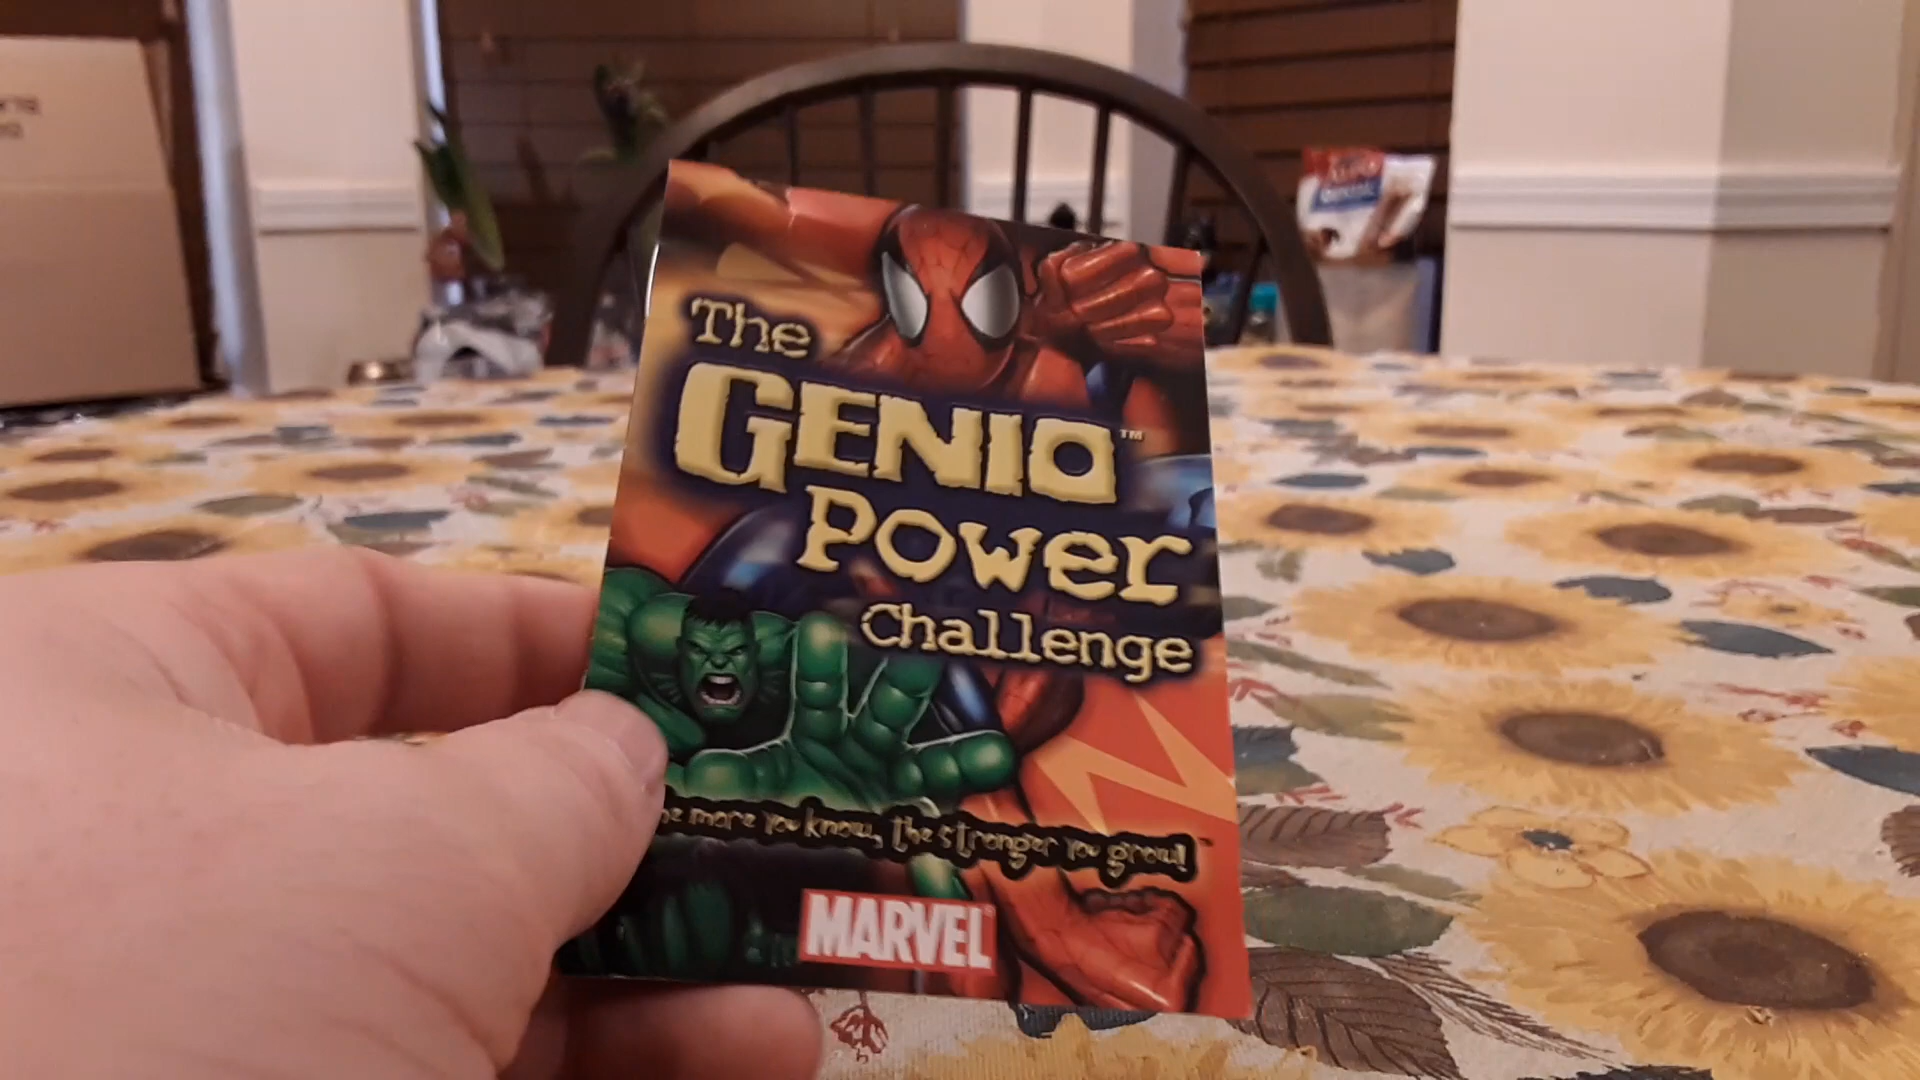 The
GENIO™
Power
Challenge
he more you know, the stronger you grow!™
MARVEL